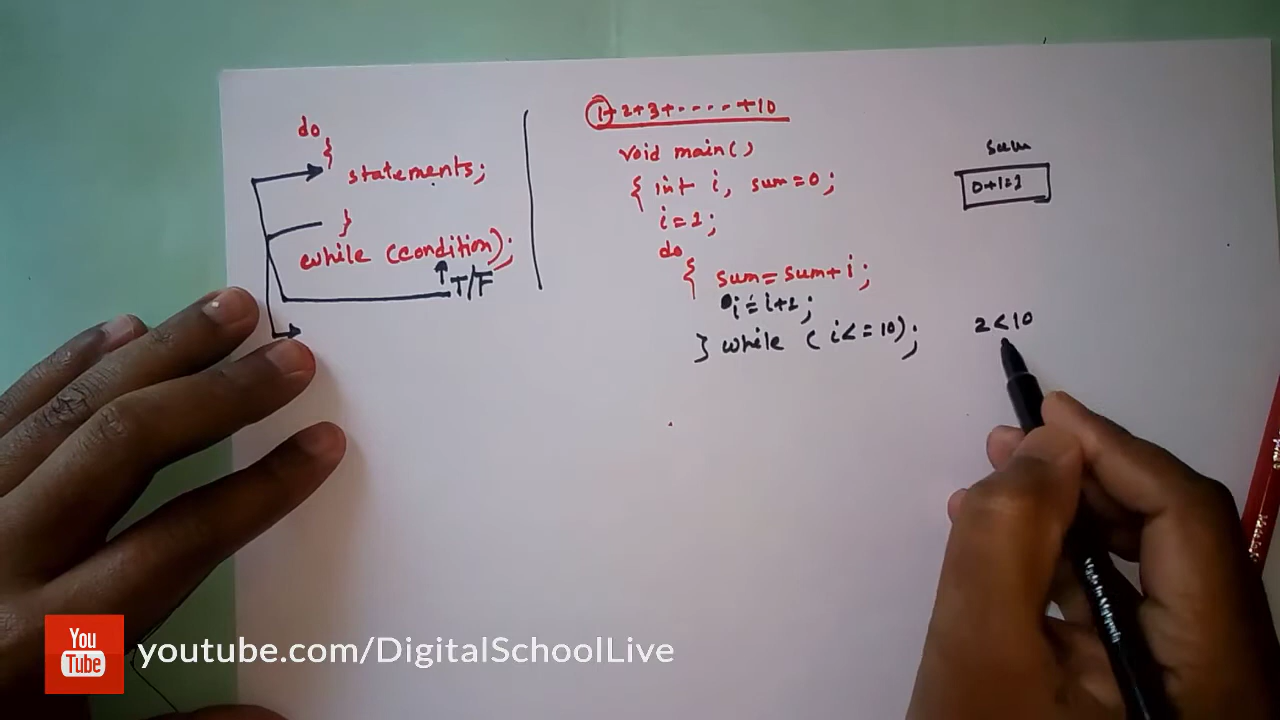 do
{
statements;
}
while (condition);
T/F
1+2+3+-----+10
void main()
{ int i, sum=0;
i=1;
do
{ sum=sum+i;
i=i+1;
} while (i<=10);
sum
0+1=1
2<10
You
Tube
youtube.com/DigitalSchoolLive